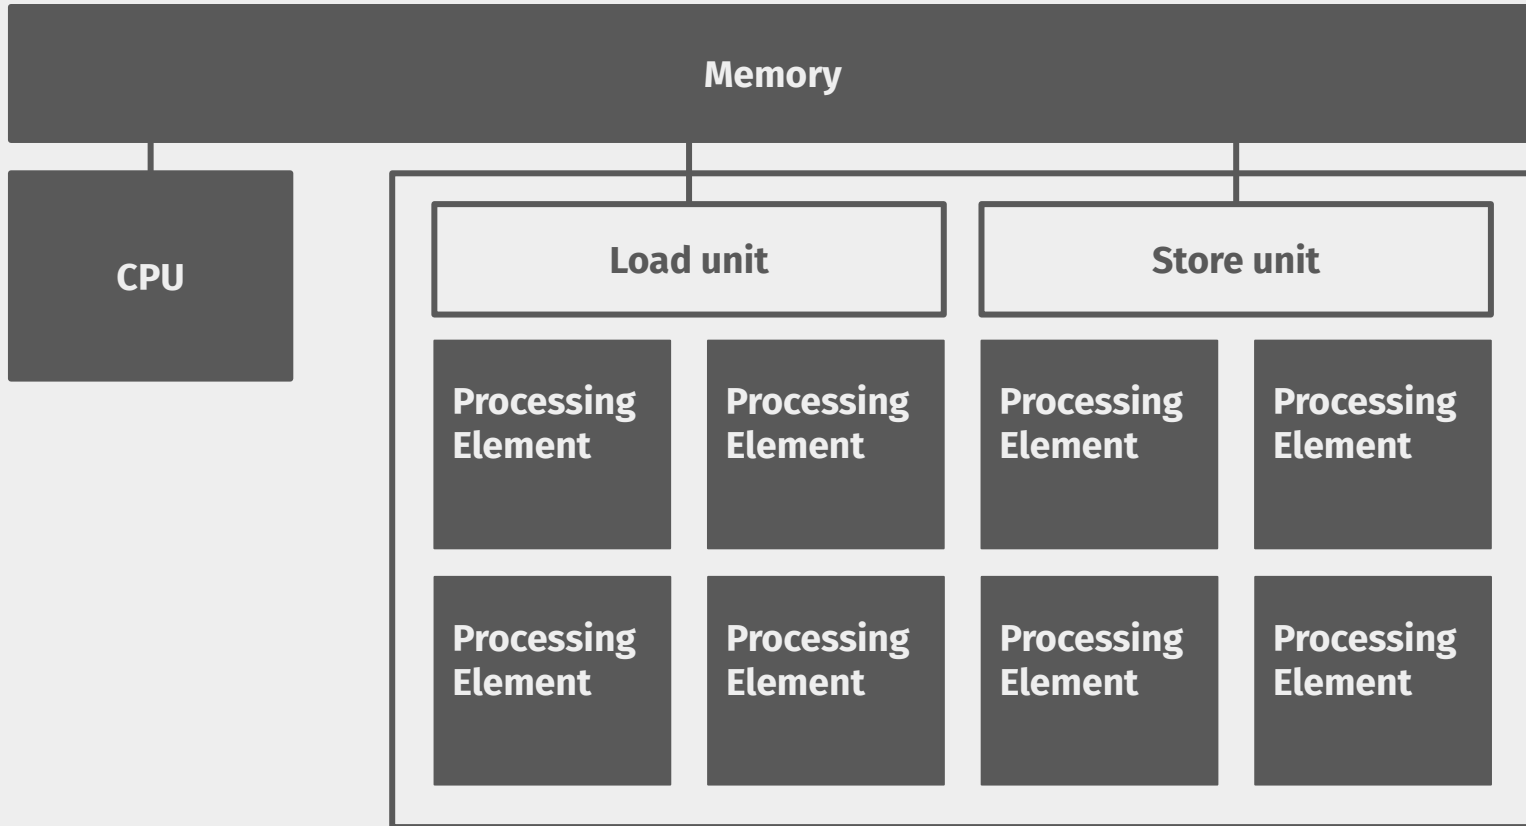 Memory
CPU
Load unit
Store unit
Processing
Element
Processing
Element
Processing
Element
Processing
Element
Processing
Element
Processing
Element
Processing
Element
Processing
Element